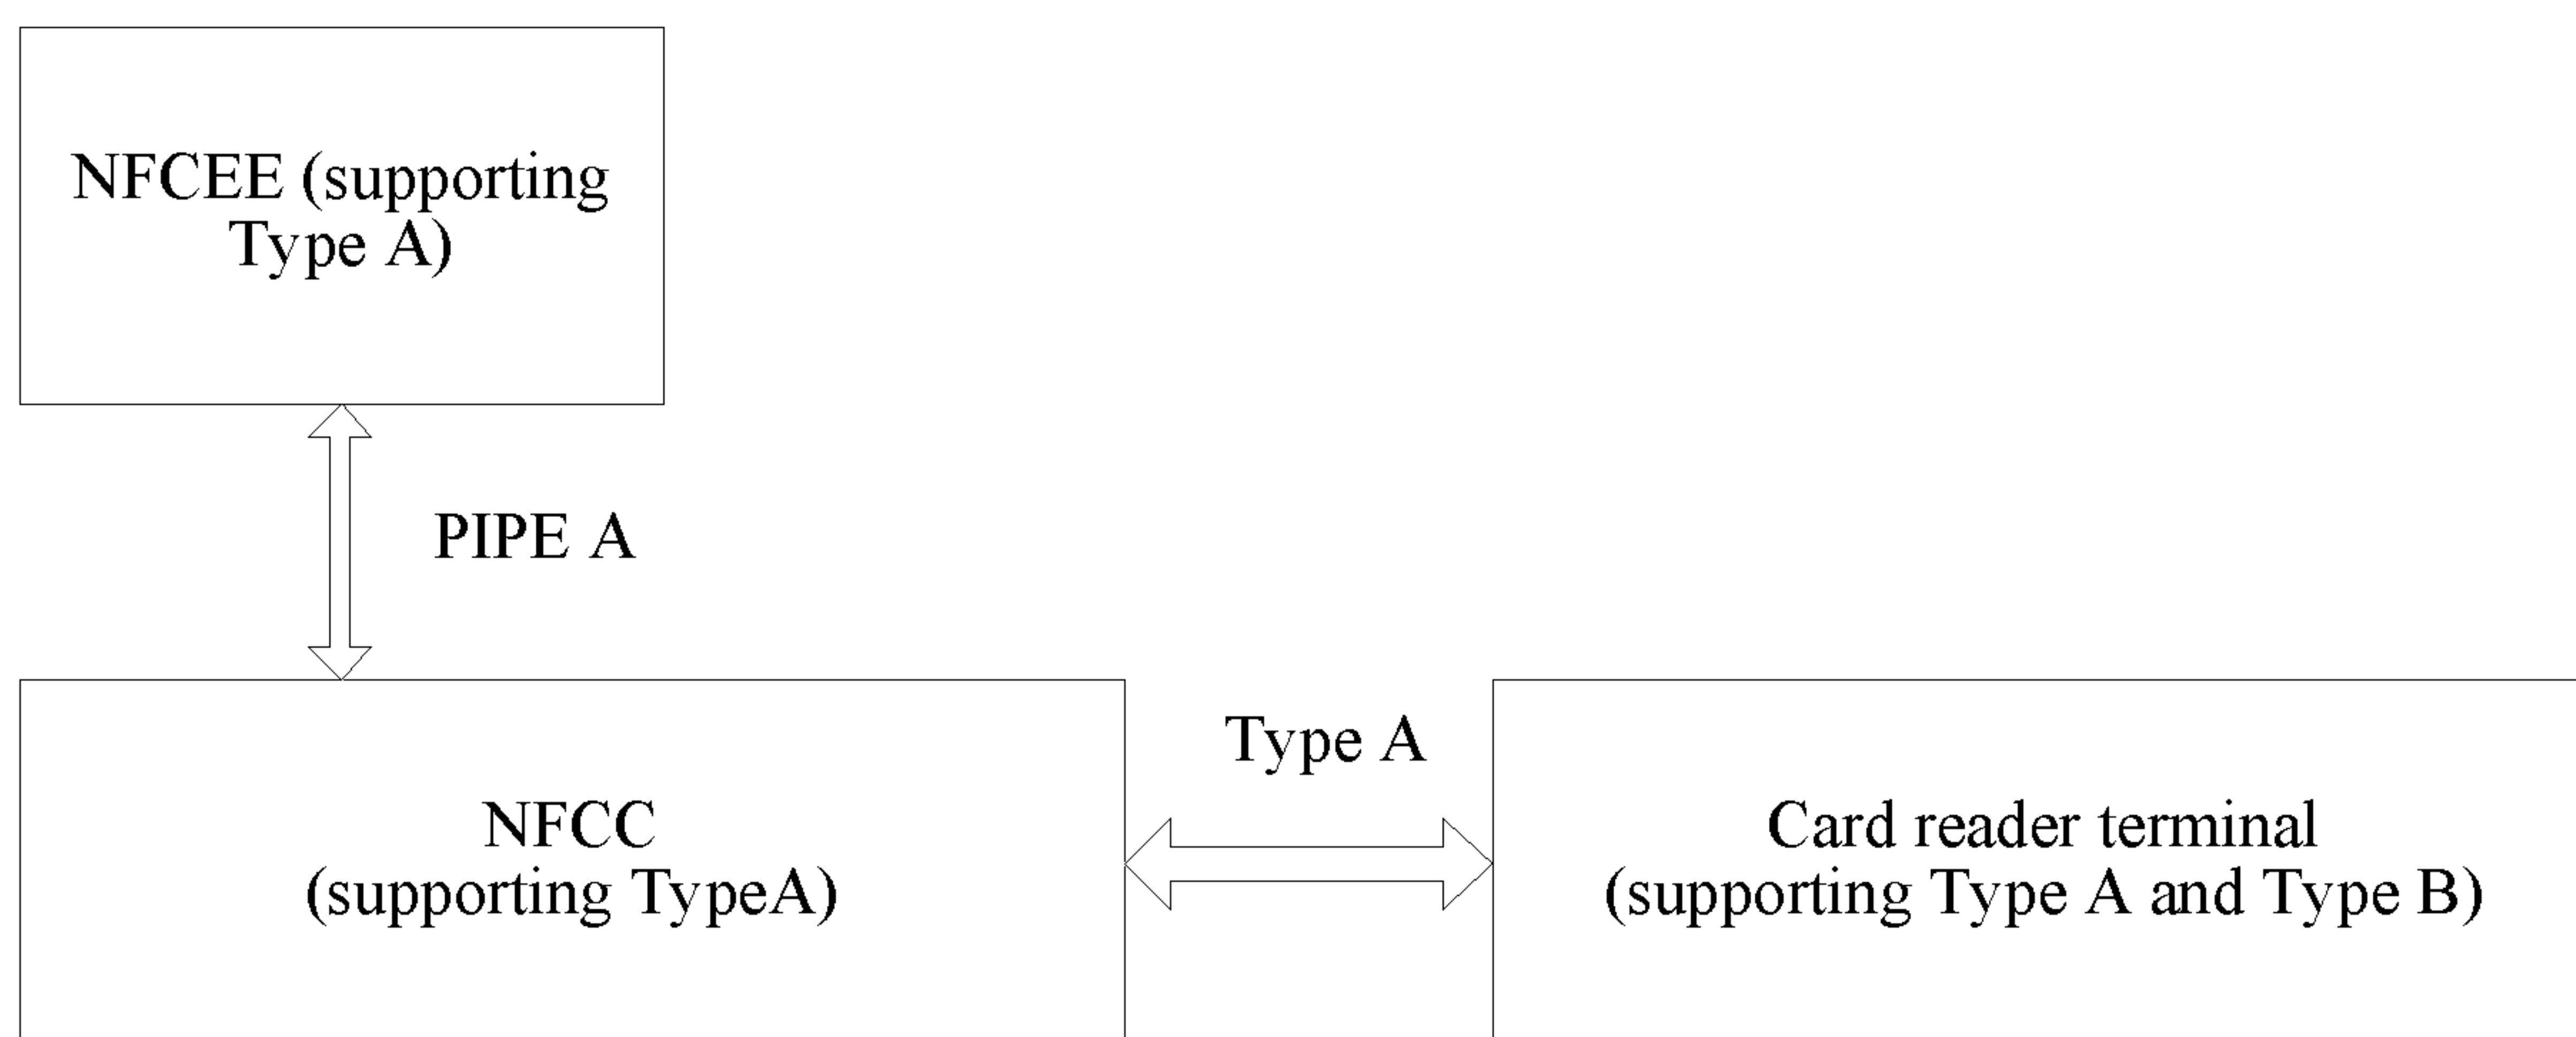 NFCEE (supporting
Type A)
PIPE A
Type A
NFCC
(supporting TypeA)
Card reader terminal
(supporting Type A and Type B)